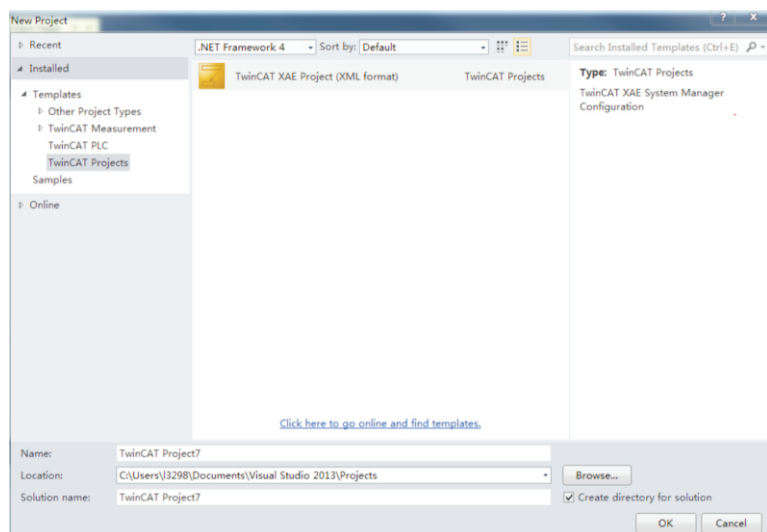 New Project
Recent
.NET Framework 4 Sort by: Default Search Installed Templates (Ctrl+E)
Installed
Templates
Other Project Types
TwinCAT Measurement
TwinCAT PLC
TwinCAT Projects
Samples
Online
TwinCAT XAE Project (XML format) TwinCAT Projects
Type: TwinCAT Projects
TwinCAT XAE System Manager
Configuration
Click here to go online and find templates.
Name: TwinCAT Project7
Location: C:\Users\l3298\Documents\Visual Studio 2013\Projects Browse...
Solution name: TwinCAT Project7 Create directory for solution
OK Cancel